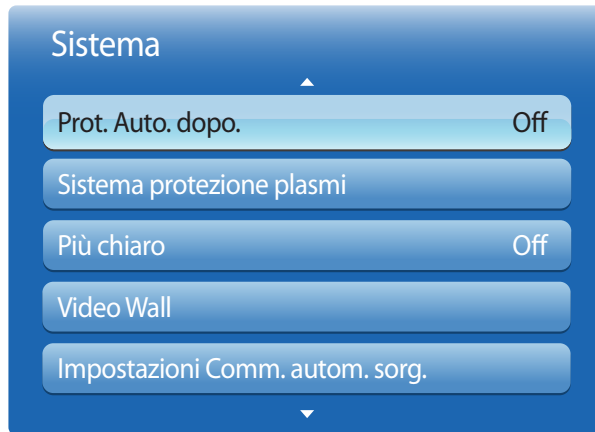 Sistema
Prot. Auto. dopo. Off
Sistema protezione plasmi
Più chiaro Off
Video Wall
Impostazioni Comm. autom. sorg.